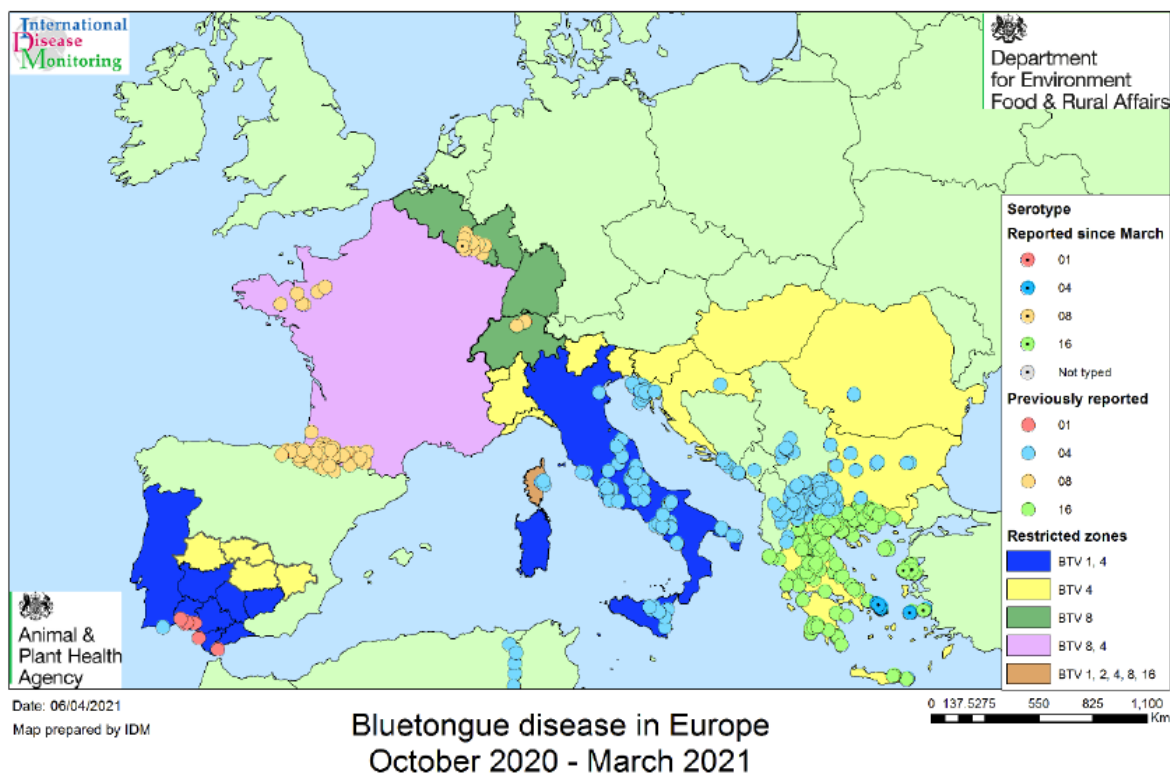 International
Disease
Monitoring
Department
for Environment
Food & Rural Affairs
Serotype
Reported since March
01
04
08
16
Not typed
Previously reported
01
04
08
16
Restricted zones
BTV 1, 4
BTV 4
BTV 8
BTV 8, 4
BTV 1, 2, 4, 8, 16
Animal &
Plant Health
Agency
Date: 06/04/2021
Map prepared by IDM
0 137.5275 550 825 1,100
Km
Bluetongue disease in Europe
October 2020 - March 2021